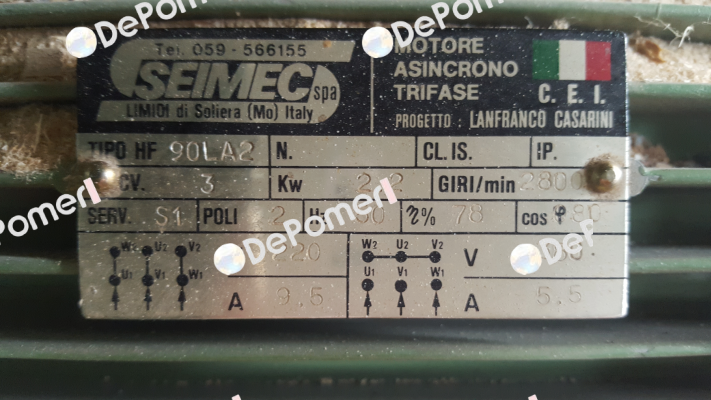 DePomeri
DePomeri
Tel. 059-566155
SEIMEC spa
LIMIDI di Soliera (Mo) Italy
MOTORE
ASINCRONO
TRIFASE
C. E. I.
PROGETTO LANFRANCO CASARINI
TIPO HF 90LA2 N. CL.IS. IP.
CV. 3 Kw 2,2 GIRI/min 2800
DePomeri
SERV. S1 POLI 2 % 78 cos φ
DePomeri
DePomeri
W2 U2 V2 220 W2 U2 V2 V
U1 V1 W1 A 9.5 U1 V1 W1 A 5.5